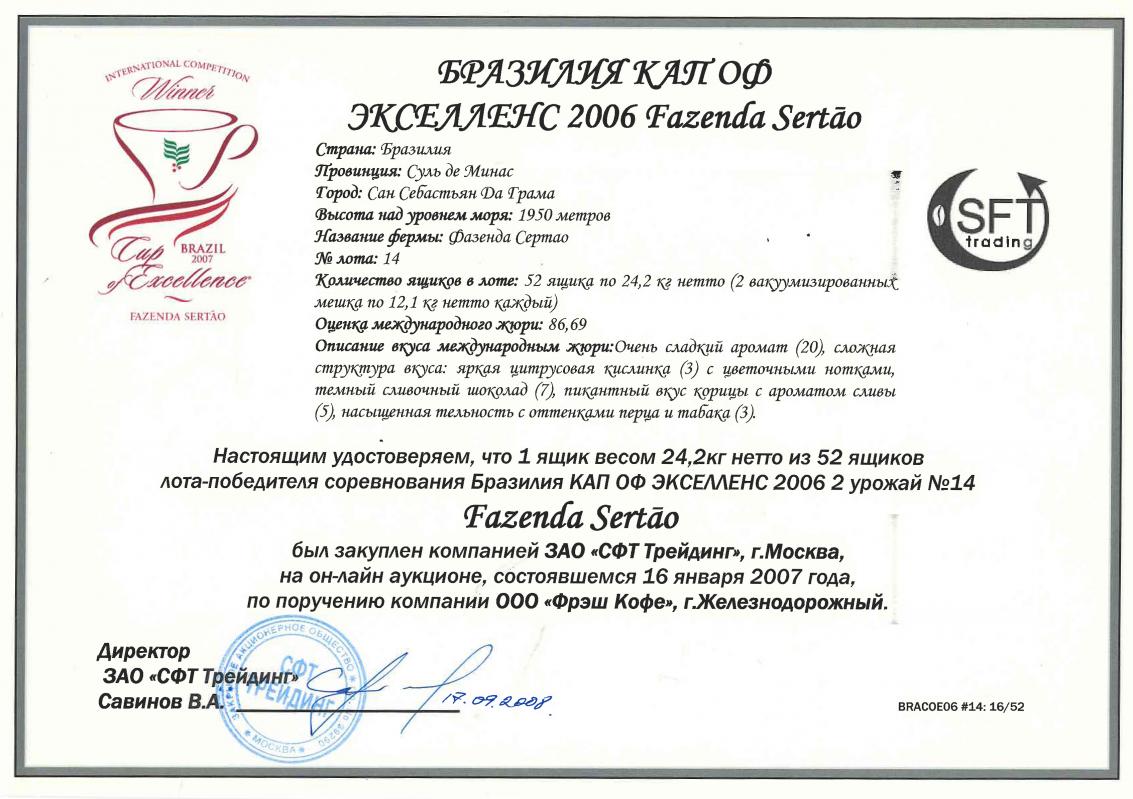 INTERNATIONAL COMPETITION
Winner
Cup
BRAZIL
2007
of Excellence
FAZENDA SERTÃO
БРАЗИЛИЯ КАП ОФ
ЭКСЕЛЛЕНС 2006 Fazenda Sertão
Страна: Бразилия
Провинция: Суль де Минас
Город: Сан Себастьян Да Грама
Высота над уровнем моря: 1950 метров
Название фермы: Фазенда Сертао
№ лота: 14
Количество ящиков в лоте: 52 ящика по 24,2 кг нетто (2 вакуумизированных
мешка по 12,1 кг нетто каждый)
Оценка международного жюри: 86,69
Описание вкуса международным жюри:Очень сладкий аромат (20), сложная
структура вкуса: яркая цитрусовая кислинка (3) с цветочными нотками,
темный сливочный шоколад (7), пикантный вкус корицы с ароматом сливы
(5), насыщенная тельность с оттенками перца и табака (3).
SFT
trading
Настоящим удостоверяем, что 1 ящик весом 24,2кг нетто из 52 ящиков
лота-победителя соревнования Бразилия КАП ОФ ЭКСЕЛЛЕНС 2006 2 урожай №14
Fazenda Sertão
был закуплен компанией ЗАО «СФТ Трейдинг», г.Москва,
на он-лайн аукционе, состоявшемся 16 января 2007 года,
по поручению компании ООО «Фрэш Кофе», г.Железнодорожный.
Директор
ЗАО «СФТ Трейдинг»
Савинов В.А.
17.09.2008
ЗАКРЫТОЕ АКЦИОНЕРНОЕ ОБЩЕСТВО
СФТ
ТРЕЙДИНГ
МОСКВА
BRACOE06 #14: 16/52